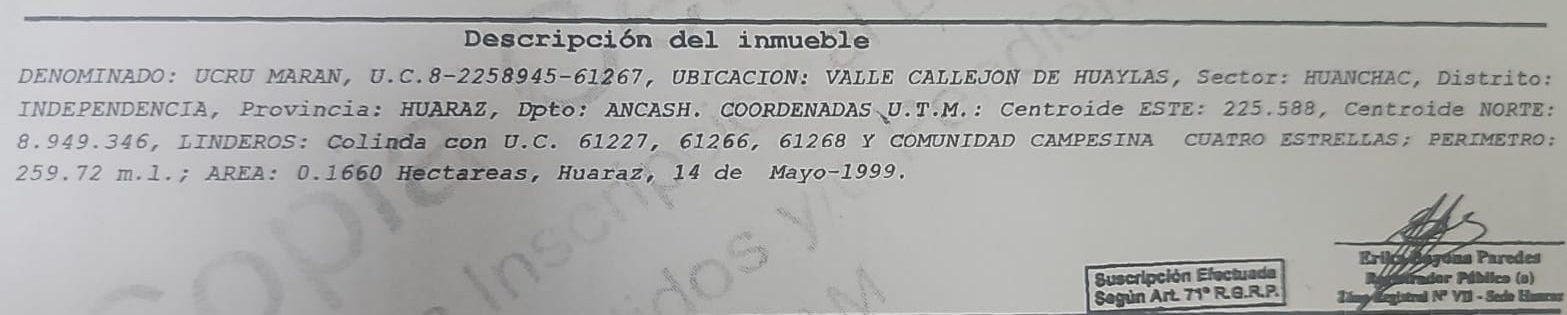 Descripción del inmueble
DENOMINADO: UCRU MARAN, U.C.8-2258945-61267, UBICACION: VALLE CALLEJON DE HUAYLAS, Sector: HUANCHAC, Distrito:
INDEPENDENCIA, Provincia: HUARAZ, Dpto: ANCASH. COORDENADAS U.T.M.: Centroide ESTE: 225.588, Centroide NORTE:
8.949.346, LINDEROS: Colinda con U.C. 61227, 61266, 61268 Y COMUNIDAD CAMPESINA CUATRO ESTRELLAS; PERIMETRO:
259.72 m.l.; AREA: 0.1660 Hectareas, Huaraz, 14 de Mayo-1999.
Suscripción Efectuada
Según Art. 71° R.G.R.P.
Paredes
Público (a)
Nº VII - Sede